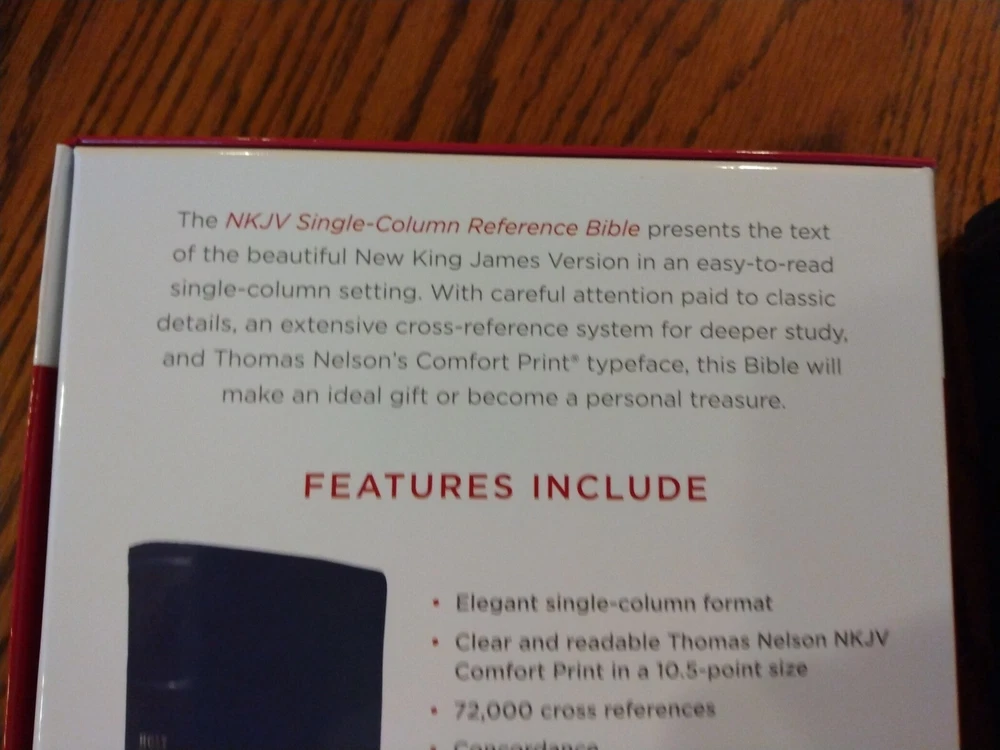 The NKJV Single-Column Reference Bible presents the text
of the beautiful New King James Version in an easy-to-read
single-column setting. With careful attention paid to classic
details, an extensive cross-reference system for deeper study,
and Thomas Nelson's Comfort Print® typeface, this Bible will
make an ideal gift or become a personal treasure.
FEATURES INCLUDE
• Elegant single-column format
• Clear and readable Thomas Nelson NKJV
Comfort Print in a 10.5-point size
• 72,000 cross references
• Concordance
HOLY